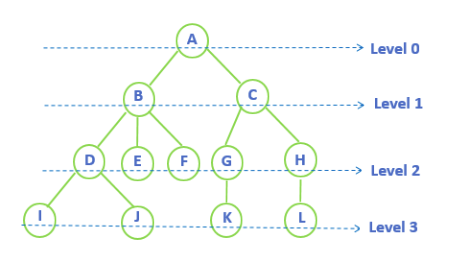 A
Level 0
B C
Level 1
D E F G H
Level 2
I J K L
Level 3